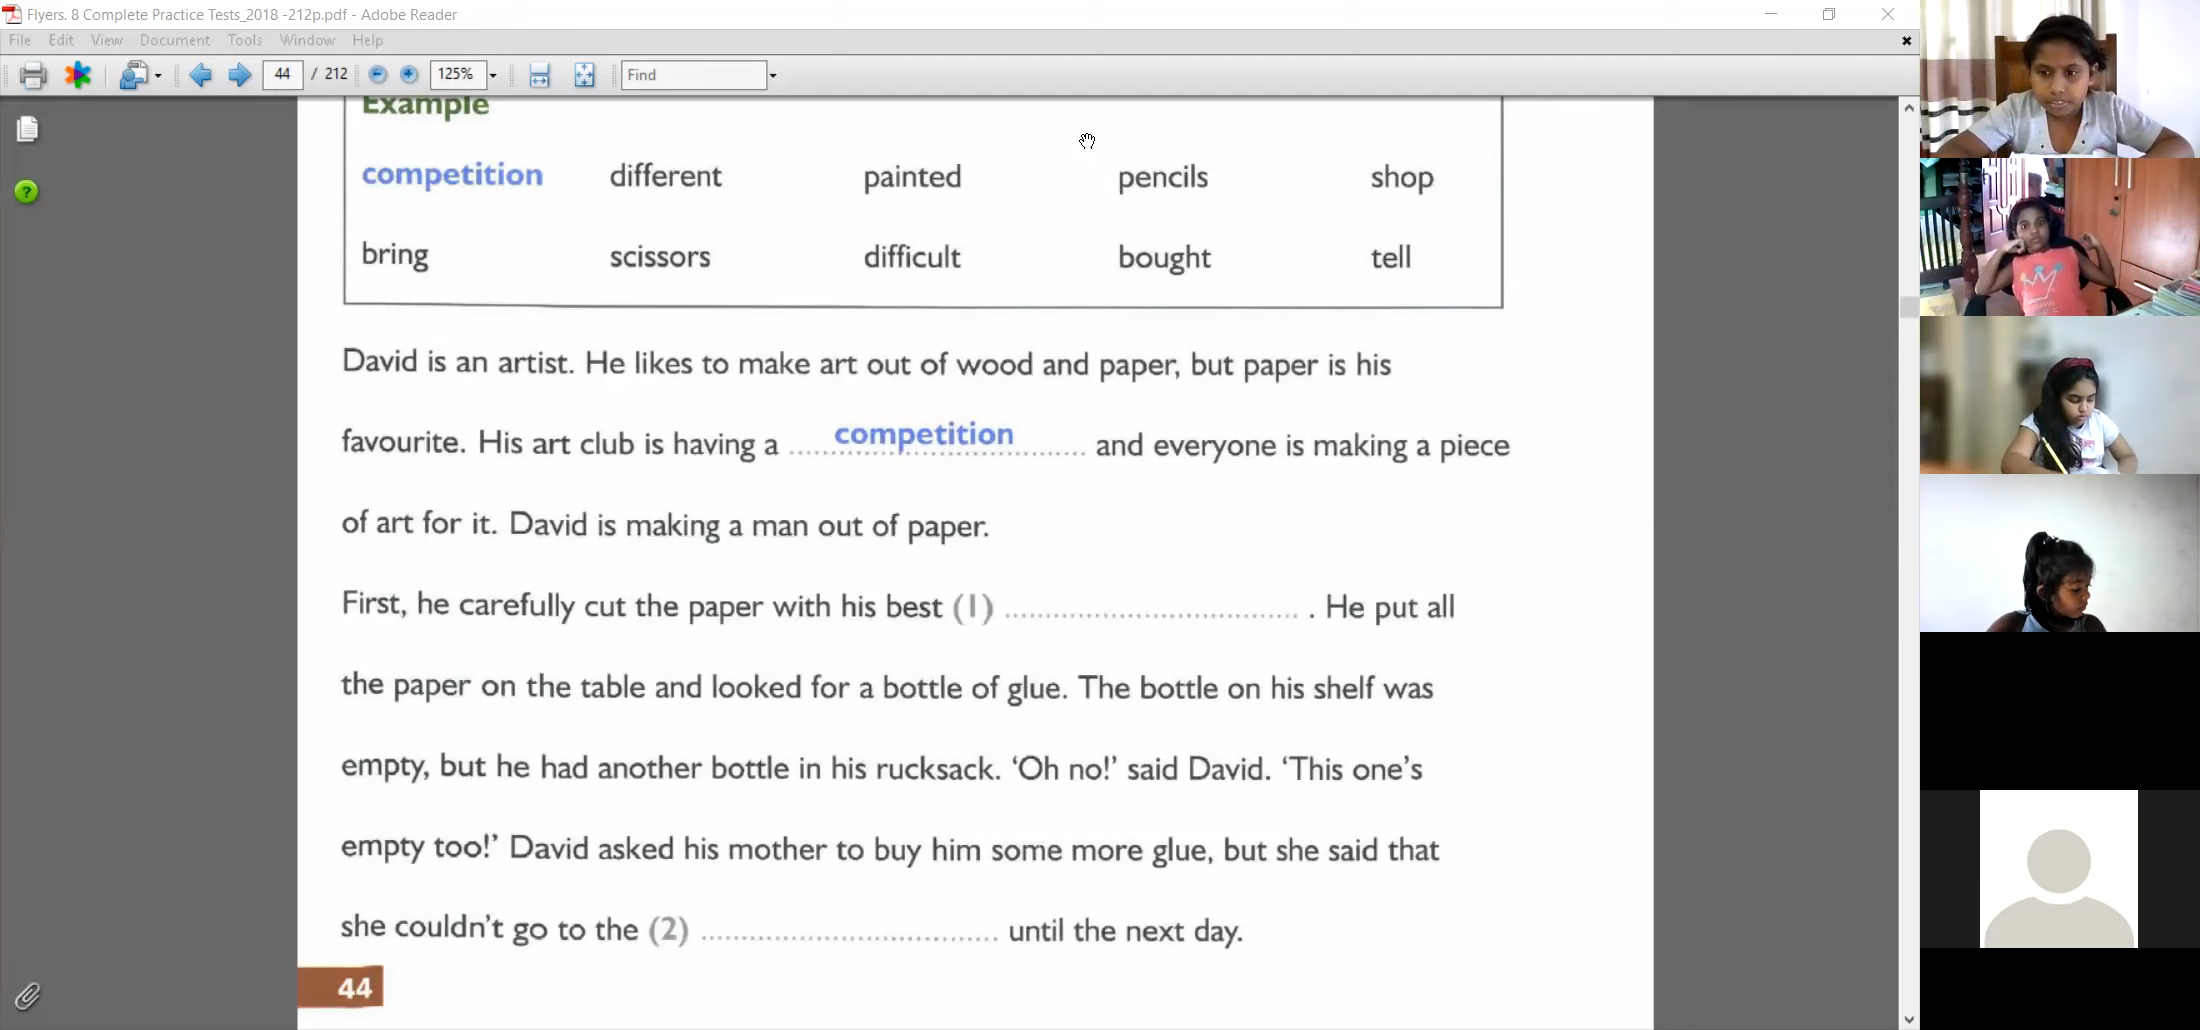 Flyers. 8 Complete Practice Tests_2018 -212p.pdf - Adobe Reader
File Edit View Document Tools Window Help
44 / 212 125% Find
Example
competition different painted pencils shop
bring scissors difficult bought tell
David is an artist. He likes to make art out of wood and paper, but paper is his
favourite. His art club is having a competition and everyone is making a piece
of art for it. David is making a man out of paper.
First, he carefully cut the paper with his best (1) .................................... . He put all
the paper on the table and looked for a bottle of glue. The bottle on his shelf was
empty, but he had another bottle in his rucksack. ‘Oh no!’ said David. ‘This one’s
empty too!’ David asked his mother to buy him some more glue, but she said that
she couldn’t go to the (2) .................................... until the next day.
44